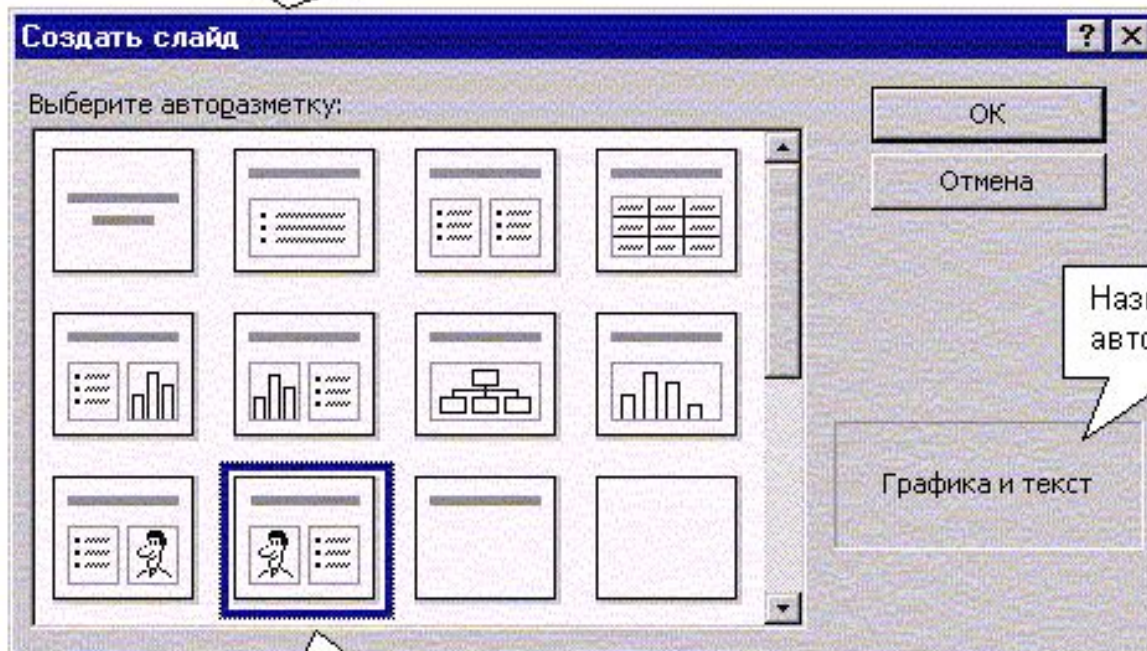 Создать слайд
Выберите авторазметку:
OK
Отмена
Графика и текст